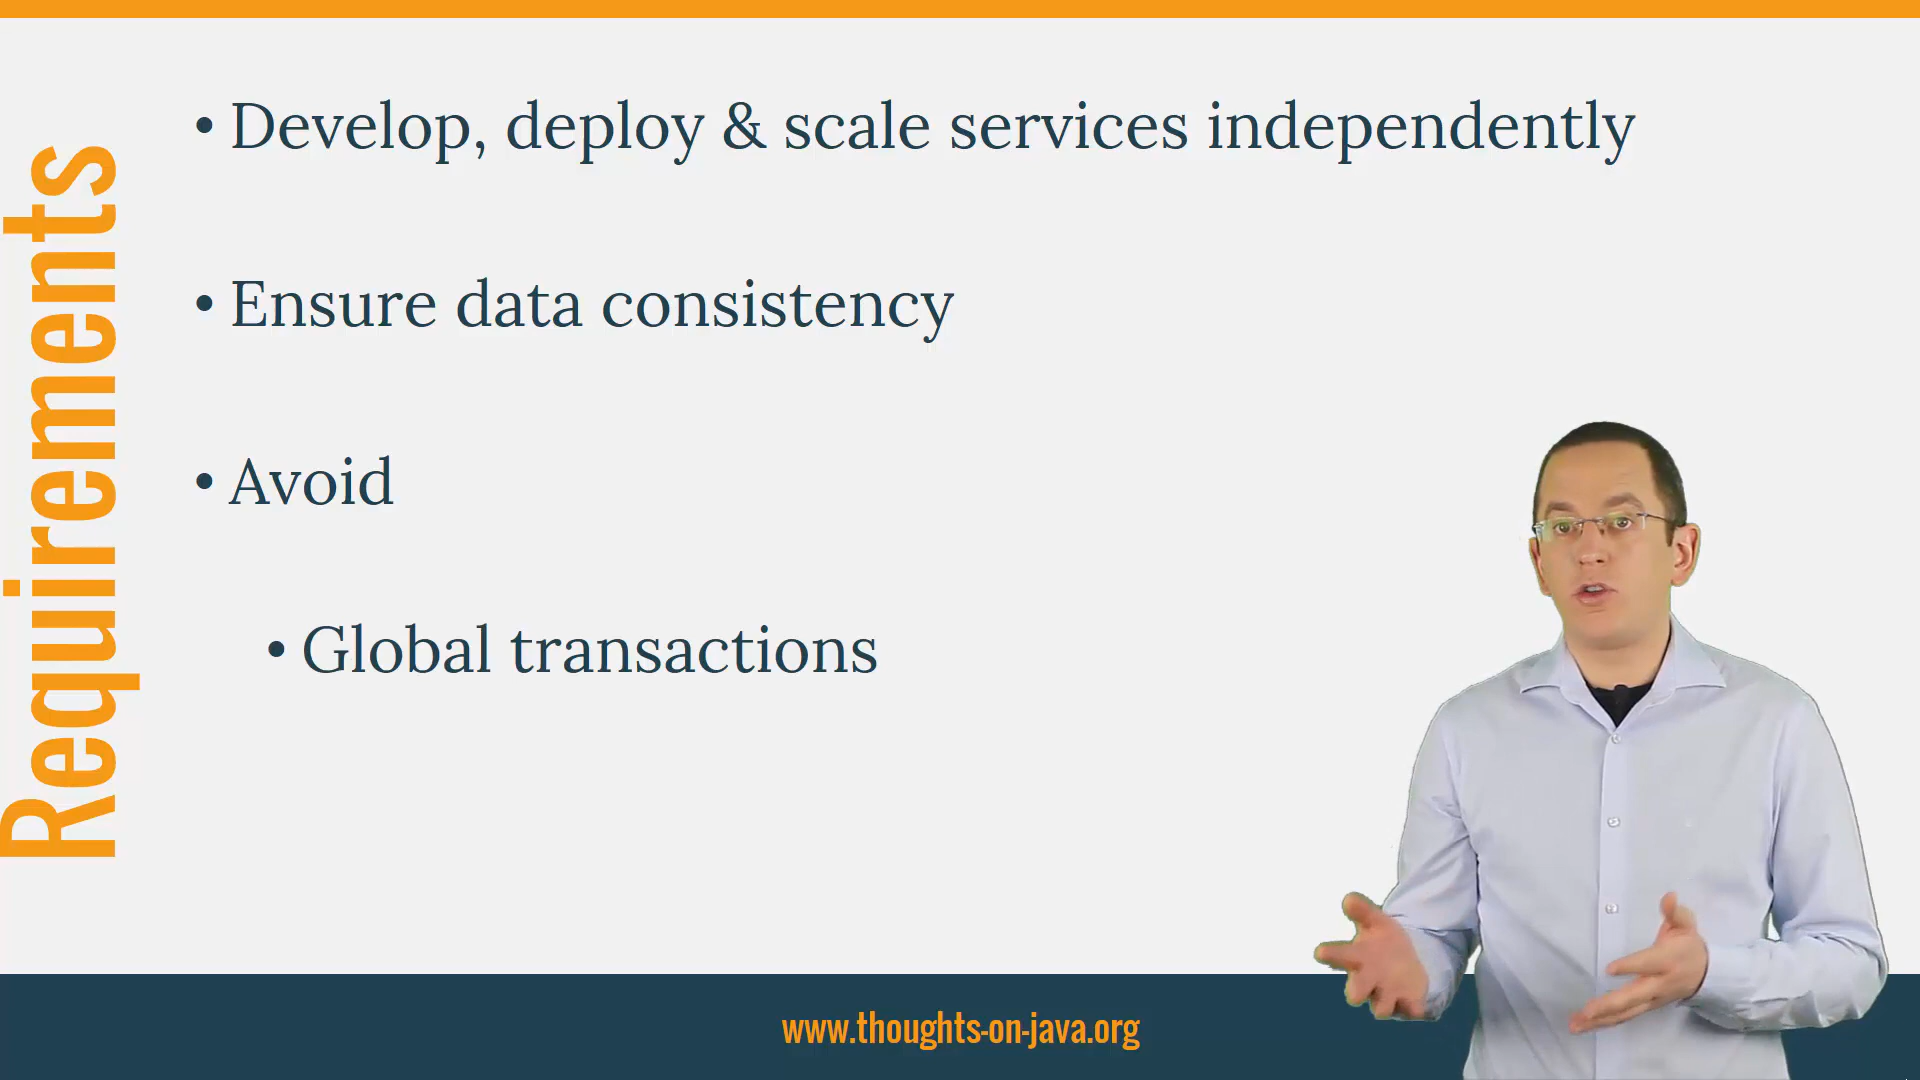 Requirements
• Develop, deploy & scale services independently
• Ensure data consistency
• Avoid
• Global transactions
www.thoughts-on-java.org